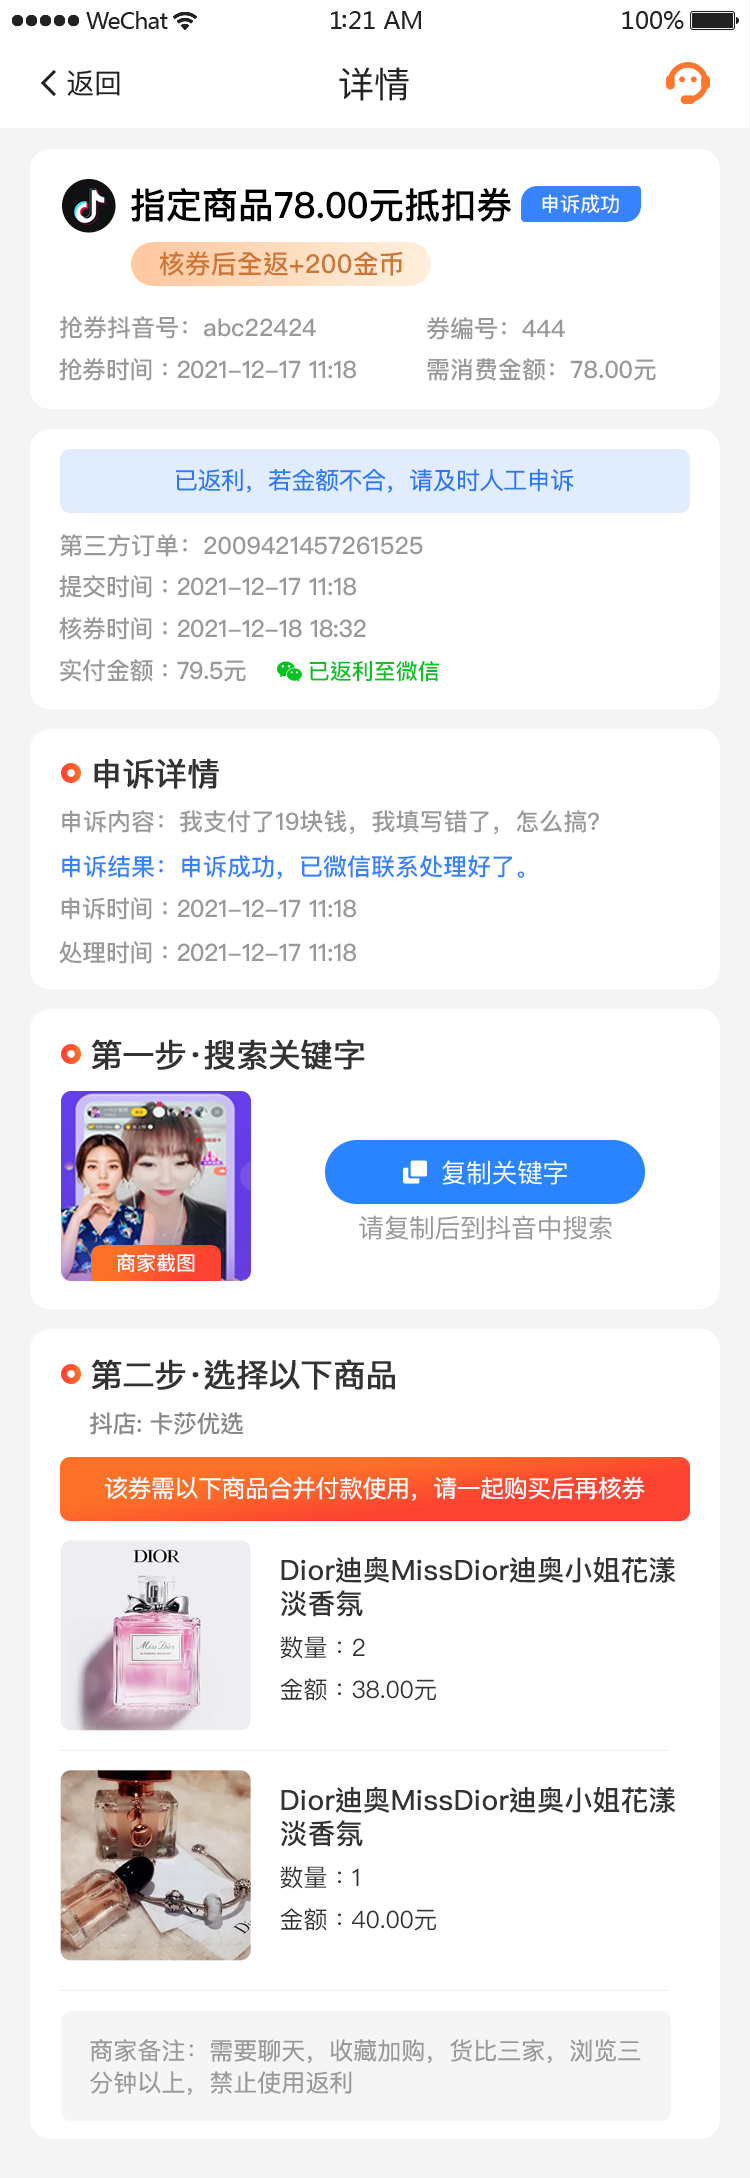 WeChat 1:21 AM 100%
返回 详情
指定商品78.00元抵扣券 申诉成功
核券后全返+200金币
抢券抖音号：abc22424 券编号：444
抢券时间：2021-12-17 11:18 需消费金额：78.00元
已返利，若金额不合，请及时人工申诉
第三方订单：2009421457261525
提交时间：2021-12-17 11:18
核券时间：2021-12-18 18:32
实付金额：79.5元 已返利至微信
申诉详情
申诉内容：我支付了19块钱，我填写错了，怎么搞?
申诉结果：申诉成功，已微信联系处理好了。
申诉时间：2021-12-17 11:18
处理时间：2021-12-17 11:18
第一步·搜索关键字
商家截图
复制关键字
请复制后到抖音中搜索
第二步·选择以下商品
抖店: 卡莎优选
该券需以下商品合并付款使用，请一起购买后再核券
DIOR
Miss Dior
Dior迪奥MissDior迪奥小姐花漾
淡香氛
数量：2
金额：38.00元
Dior迪奥MissDior迪奥小姐花漾
淡香氛
数量：1
金额：40.00元
商家备注：需要聊天，收藏加购，货比三家，浏览三
分钟以上，禁止使用返利